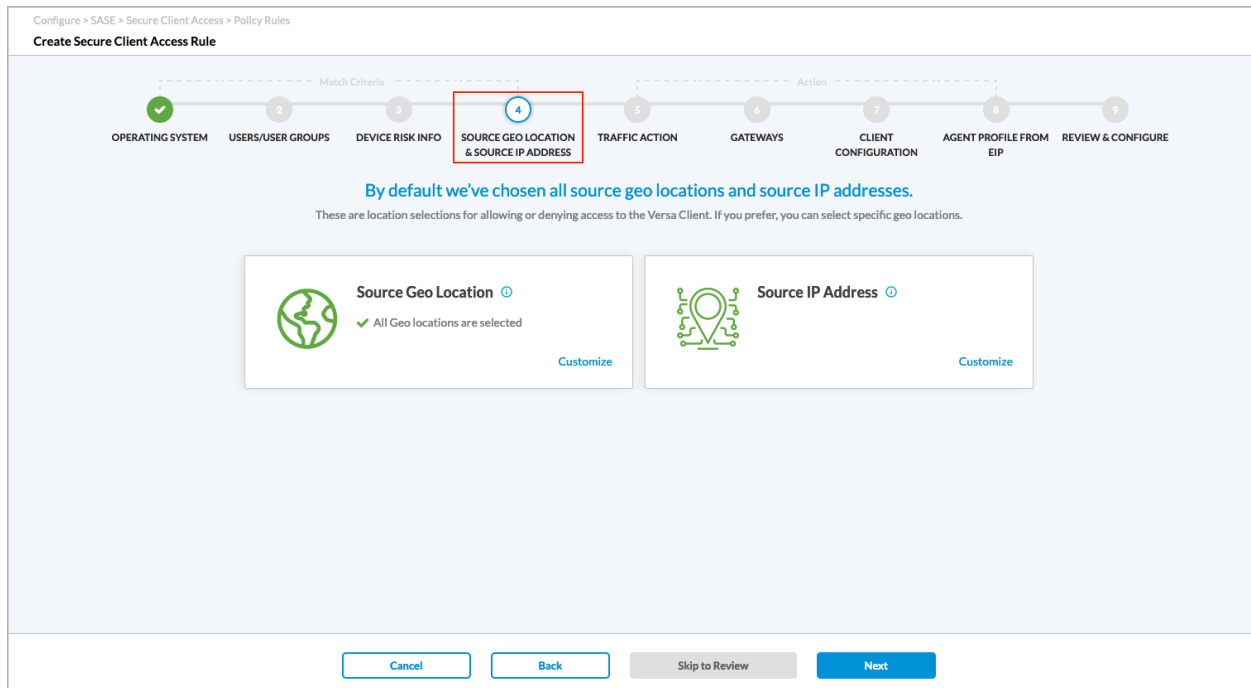 Configure > SASE > Secure Client Access > Policy Rules
Create Secure Client Access Rule
Match Criteria
Action
2
3
4
5
6
7
8
9
OPERATING SYSTEM
USERS/USER GROUPS
DEVICE RISK INFO
SOURCE GEO LOCATION
& SOURCE IP ADDRESS
TRAFFIC ACTION
GATEWAYS
CLIENT
CONFIGURATION
AGENT PROFILE FROM
EIP
REVIEW & CONFIGURE
By default we've chosen all source geo locations and source IP addresses.
These are location selections for allowing or denying access to the Versa Client. If you prefer, you can select specific geo locations.
Source Geo Location
All Geo locations are selected
Customize
Source IP Address
Customize
Cancel
Back
Skip to Review
Next